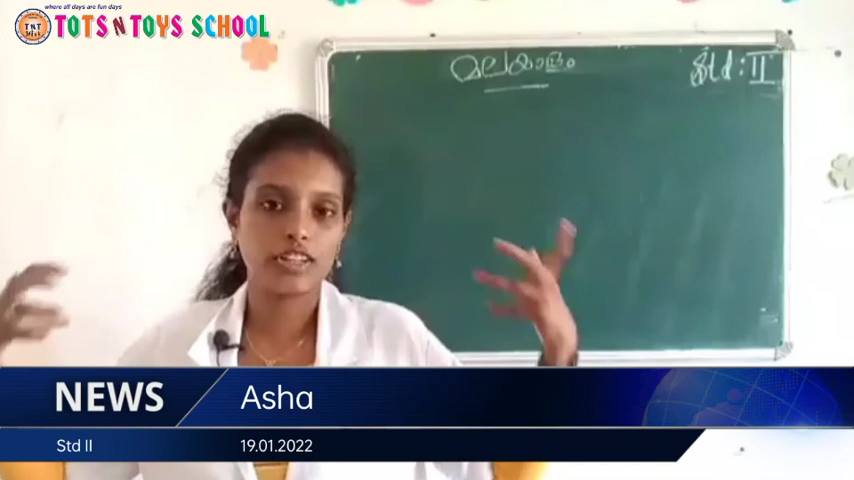 where all days are fun days
TNT
TOTS N TOYS SCHOOL
മലയാളം
Std : II
NEWS
Asha
Std II
19.01.2022